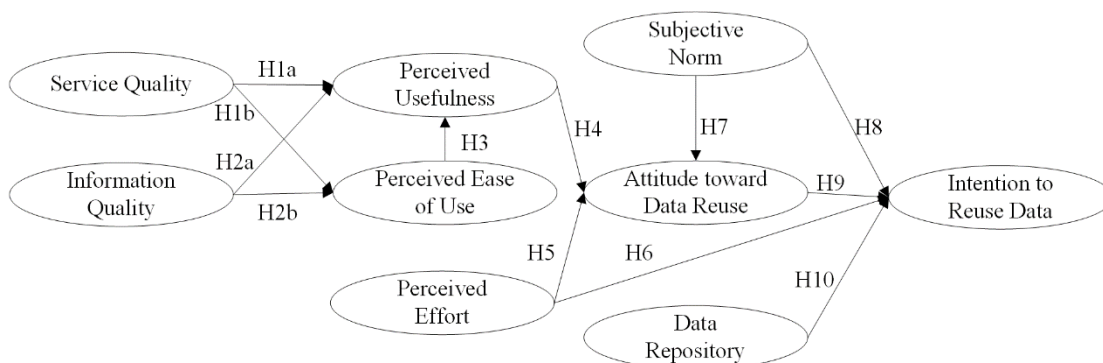 Subjective
Norm
Service Quality
H1a
Perceived
Usefulness
H1b
H4
H8
H2a
H3
H7
Information
Quality
H2b
Perceived Ease
of Use
Attitude toward
Data Reuse
H9
Intention to
Reuse Data
H5
H6
Perceived
Effort
H10
Data
Repository